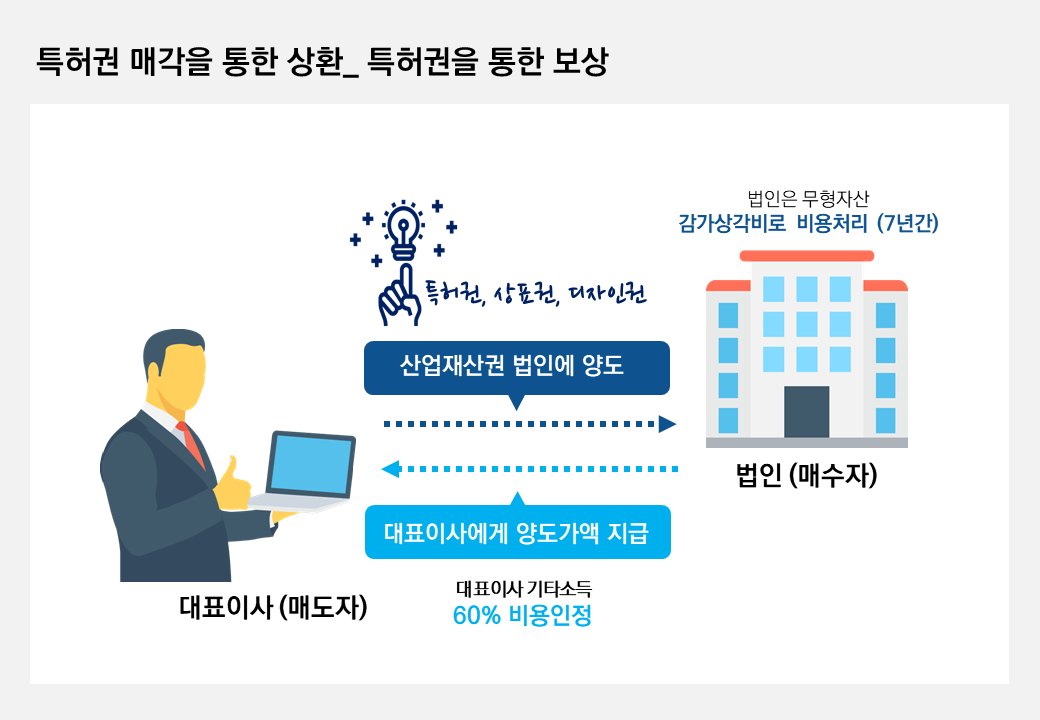 특허권 매각을 통한 상환_ 특허권을 통한 보상
법인은 무형자산
감가상각비로 비용처리 (7년간)
특허권, 상표권, 디자인권
산업재산권 법인에 양도
법인 (매수자)
대표이사에게 양도가액 지급
대표이사 기타소득
60% 비용인정
대표이사 (매도자)